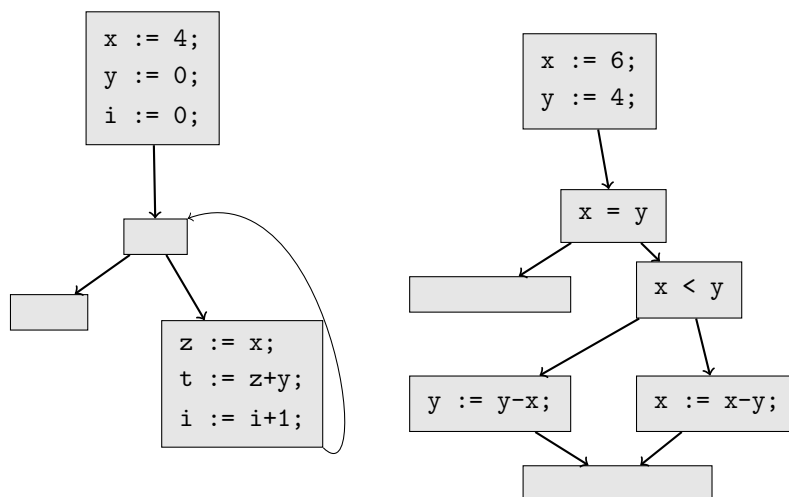 x := 4;
y := 0;
i := 0;
z := x;
t := z+y;
i := i+1;
x := 6;
y := 4;
x = y
x < y
y := y-x;
x := x-y;